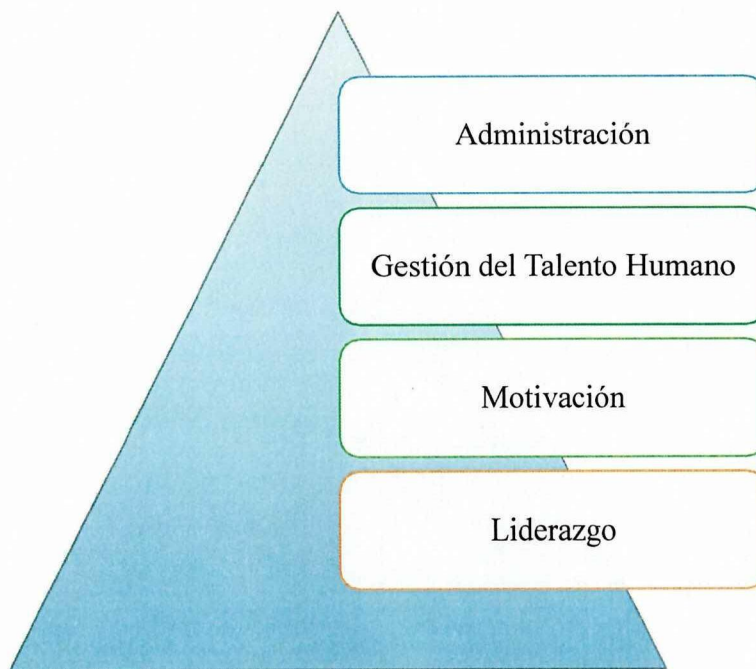 Administración
Gestión del Talento Humano
Motivación
Liderazgo